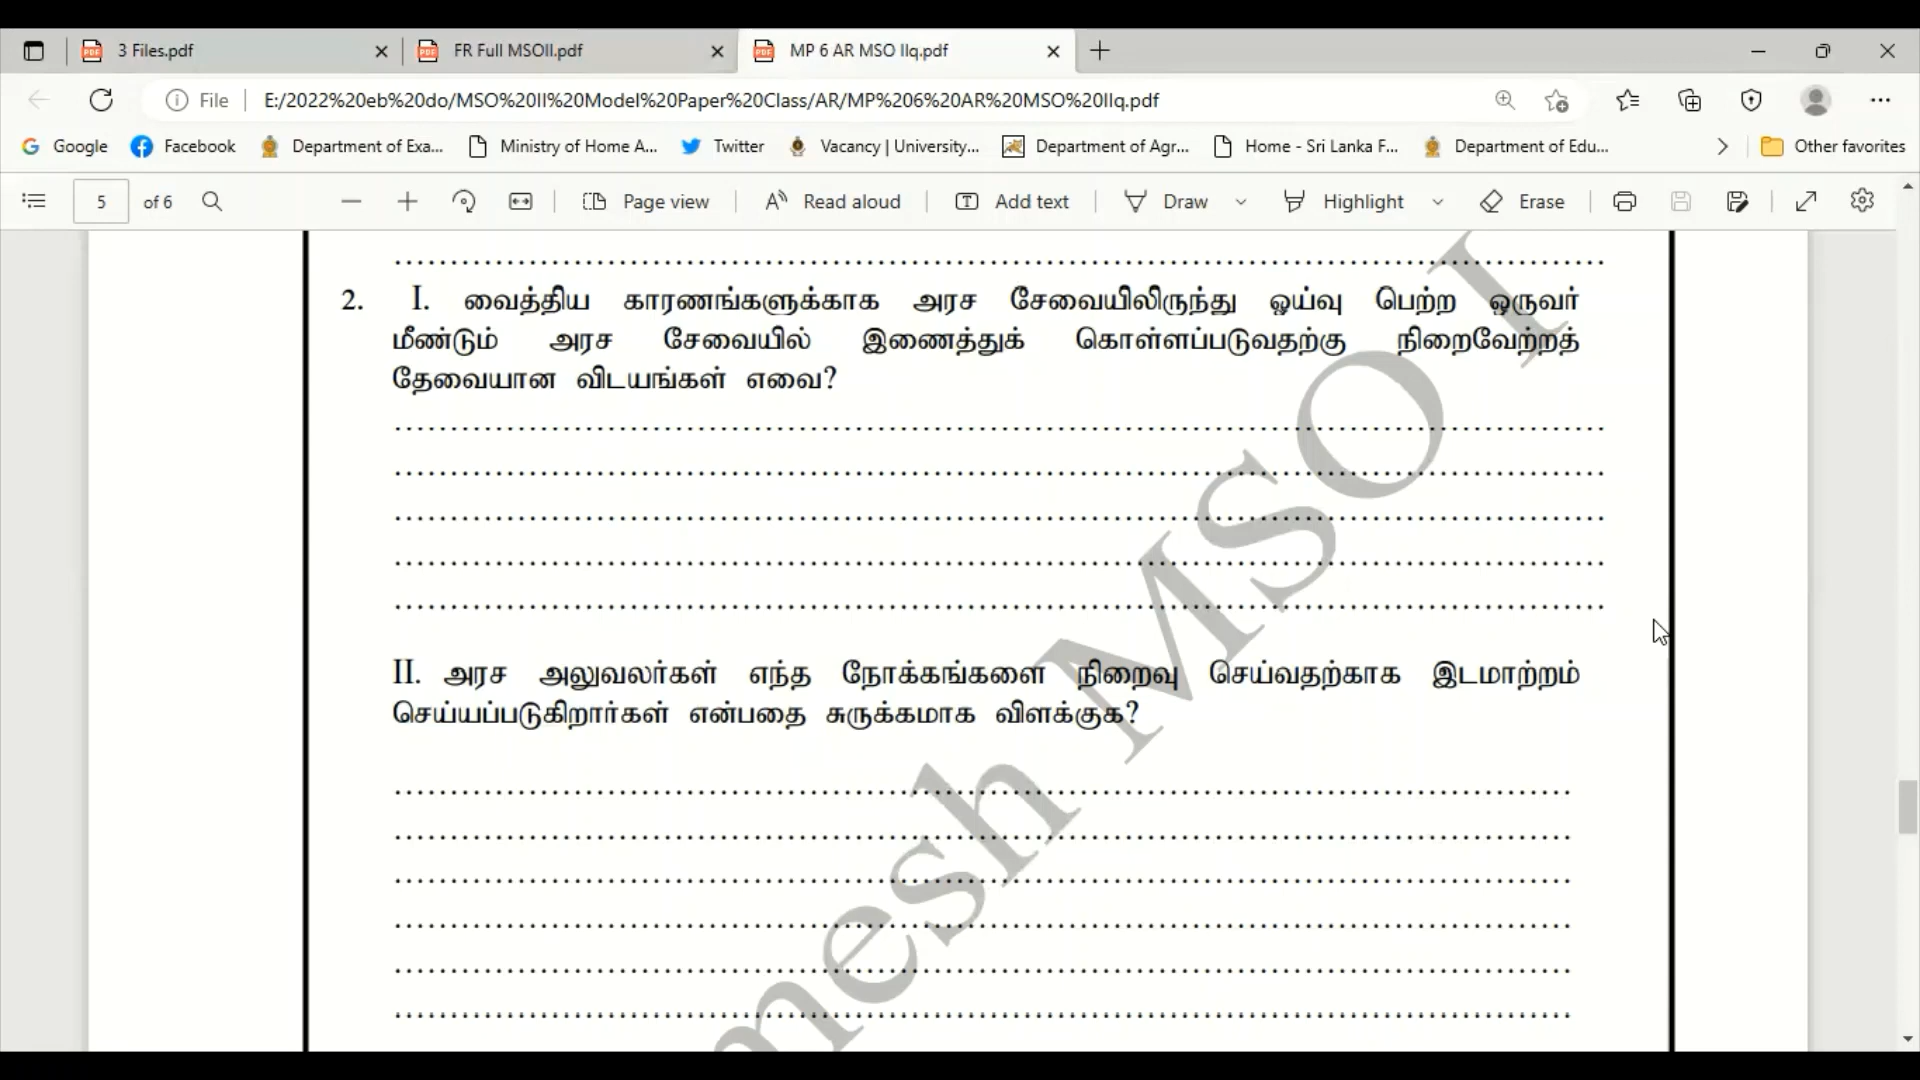 3 Files.pdf
FR Full MSOII.pdf
MP 6 AR MSO IIq.pdf
File
E:/2022%20eb%20do/MSO%20II%20Model%20Paper%20Class/AR/MP%206%20AR%20MSO%20IIq.pdf
Google
Facebook
Department of Exa...
Ministry of Home A...
Twitter
Vacancy | University...
Department of Agr...
Home - Sri Lanka F...
Department of Edu...
Other favorites
5 of 6
Page view
Read aloud
Add text
Draw
Highlight
Erase
2. I. வைத்திய காரணங்களுக்காக அரச சேவையிலிருந்து ஓய்வு பெற்ற ஒருவர்
மீண்டும் அரச சேவையில் இணைத்துக் கொள்ளப்படுவதற்கு நிறைவேற்றத்
தேவையான விடயங்கள் எவை?
II. அரச அலுவலர்கள் எந்த நோக்கங்களை நிறைவு செய்வதற்காக இடமாற்றம்
செய்யப்படுகிறார்கள் என்பதை சுருக்கமாக விளக்குக?
mesh MSO I